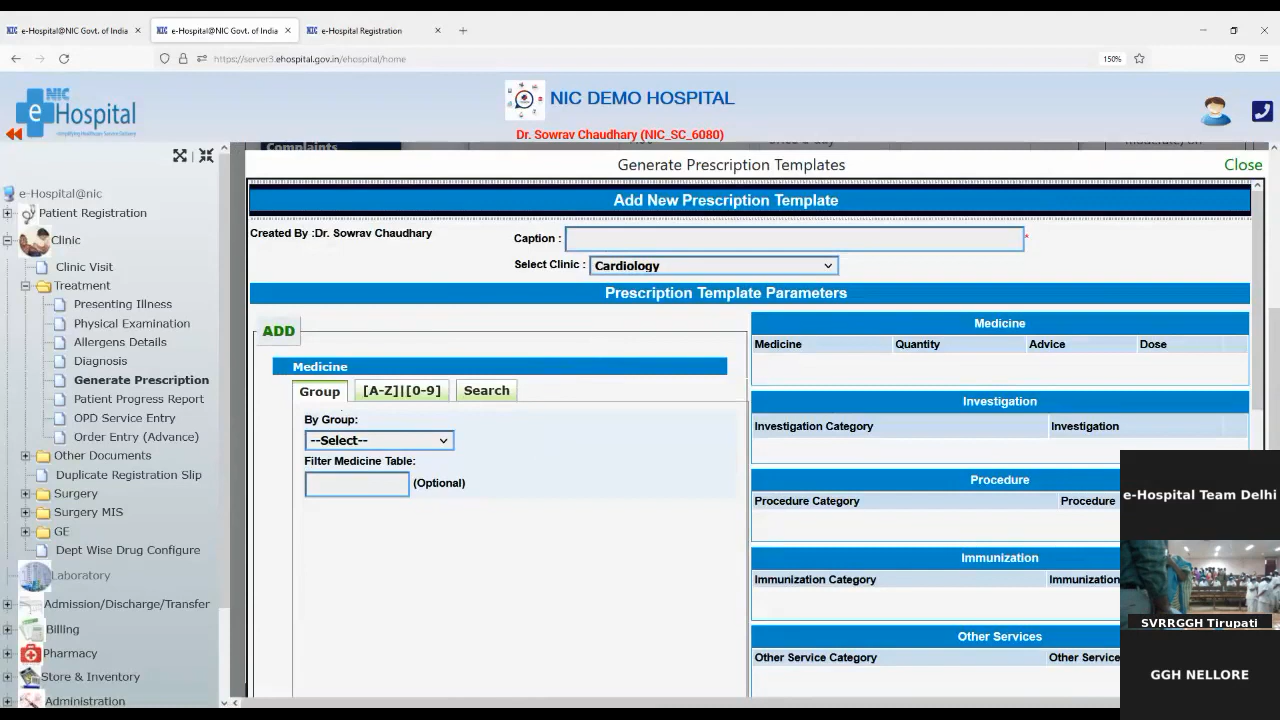 NIC e-Hospital@NIC Govt. of India
NIC e-Hospital@NIC Govt. of India
NIC e-Hospital Registration
https://server3.ehospital.gov.in/ehospital/home
150%
NIC
e Hospital
NIC DEMO HOSPITAL
Dr. Sowrav Chaudhary (NIC_SC_6080)
Complaints
Generate Prescription Templates
Close
e-Hospital@nic
Patient Registration
Clinic
Clinic Visit
Treatment
Presenting Illness
Physical Examination
Allergens Details
Diagnosis
Generate Prescription
Patient Progress Report
OPD Service Entry
Order Entry (Advance)
Other Documents
Duplicate Registration Slip
Surgery
Surgery MIS
GE
Dept Wise Drug Configure
Laboratory
Admission/Discharge/Transfer
Billing
Pharmacy
Store & Inventory
Administration
Add New Prescription Template
Created By :Dr. Sowrav Chaudhary
Caption :
*
Select Clinic : Cardiology
Prescription Template Parameters
ADD
Medicine
Group
[A-Z]|[0-9]
Search
By Group:
--Select--
Filter Medicine Table:
(Optional)
Medicine
Medicine Quantity Advice Dose
Investigation
Investigation Category Investigation
Procedure
Procedure Category Procedure
Immunization
Immunization Category Immunization
Other Services
Other Service Category Other Service
e-Hospital Team Delhi
SVRRGGH Tirupati
GGH NELLORE